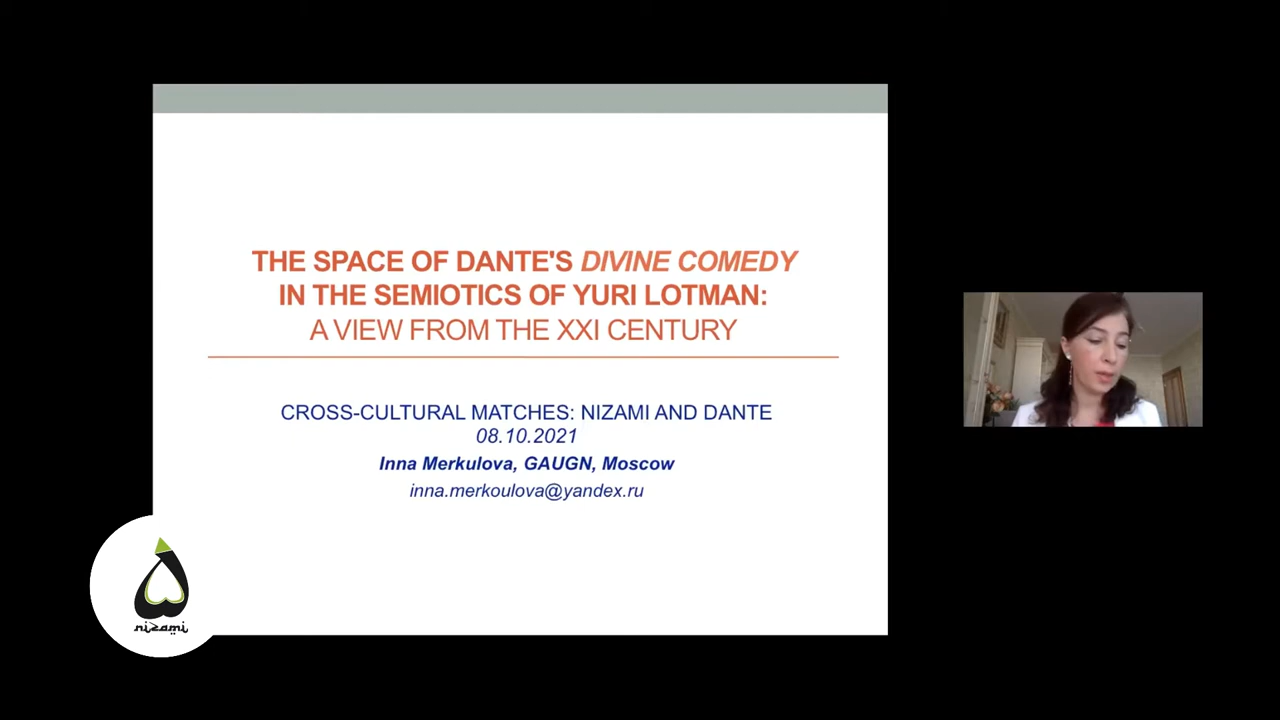 THE SPACE OF DANTE'S DIVINE COMEDY
IN THE SEMIOTICS OF YURI LOTMAN:
A VIEW FROM THE XXI CENTURY
CROSS-CULTURAL MATCHES: NIZAMI AND DANTE
08.10.2021
Inna Merkulova, GAUGN, Moscow
inna.merkoulova@yandex.ru
nizami